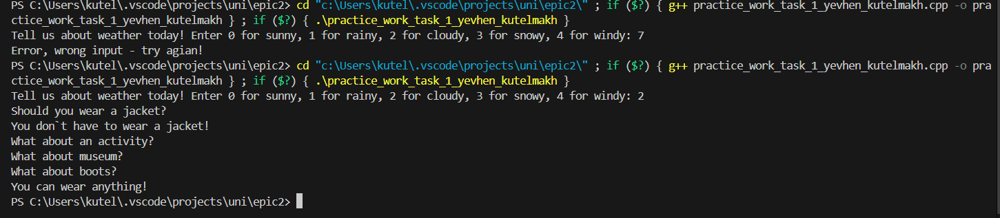 PS C:\Users\kutel\.vscode\projects\uni\epic2> cd "c:\Users\kutel\.vscode\projects\uni\epic2\" ; if ($?) { g++ practice_work_task_1_yevhen_kutelmakh.cpp -o pra
ctice_work_task_1_yevhen_kutelmakh } ; if ($?) { .\practice_work_task_1_yevhen_kutelmakh }
Tell us about weather today! Enter 0 for sunny, 1 for rainy, 2 for cloudy, 3 for snowy, 4 for windy: 7
Error, wrong input - try agian!
PS C:\Users\kutel\.vscode\projects\uni\epic2> cd "c:\Users\kutel\.vscode\projects\uni\epic2\" ; if ($?) { g++ practice_work_task_1_yevhen_kutelmakh.cpp -o pra
ctice_work_task_1_yevhen_kutelmakh } ; if ($?) { .\practice_work_task_1_yevhen_kutelmakh }
Tell us about weather today! Enter 0 for sunny, 1 for rainy, 2 for cloudy, 3 for snowy, 4 for windy: 2
Should you wear a jacket?
You don`t have to wear a jacket!
What about an activity?
What about museum?
What about boots?
You can wear anything!
PS C:\Users\kutel\.vscode\projects\uni\epic2>